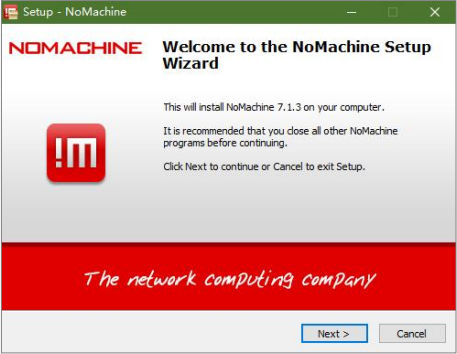 Setup - NoMachine
NOMACHINE
Welcome to the NoMachine Setup
Wizard
This will install NoMachine 7.1.3 on your computer.
It is recommended that you close all other NoMachine
programs before continuing.
Click Next to continue or Cancel to exit Setup.
!m
The network computing company
Next >
Cancel